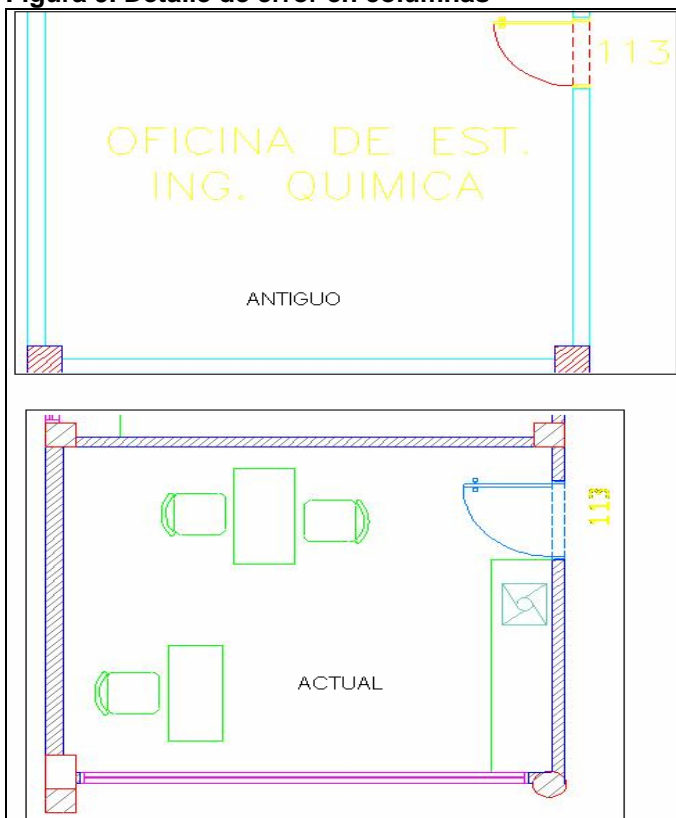 Figura 3. Detalle de error en columnas
113
OFICINA DE EST.
ING. QUIMICA
ANTIGUO
113
ACTUAL